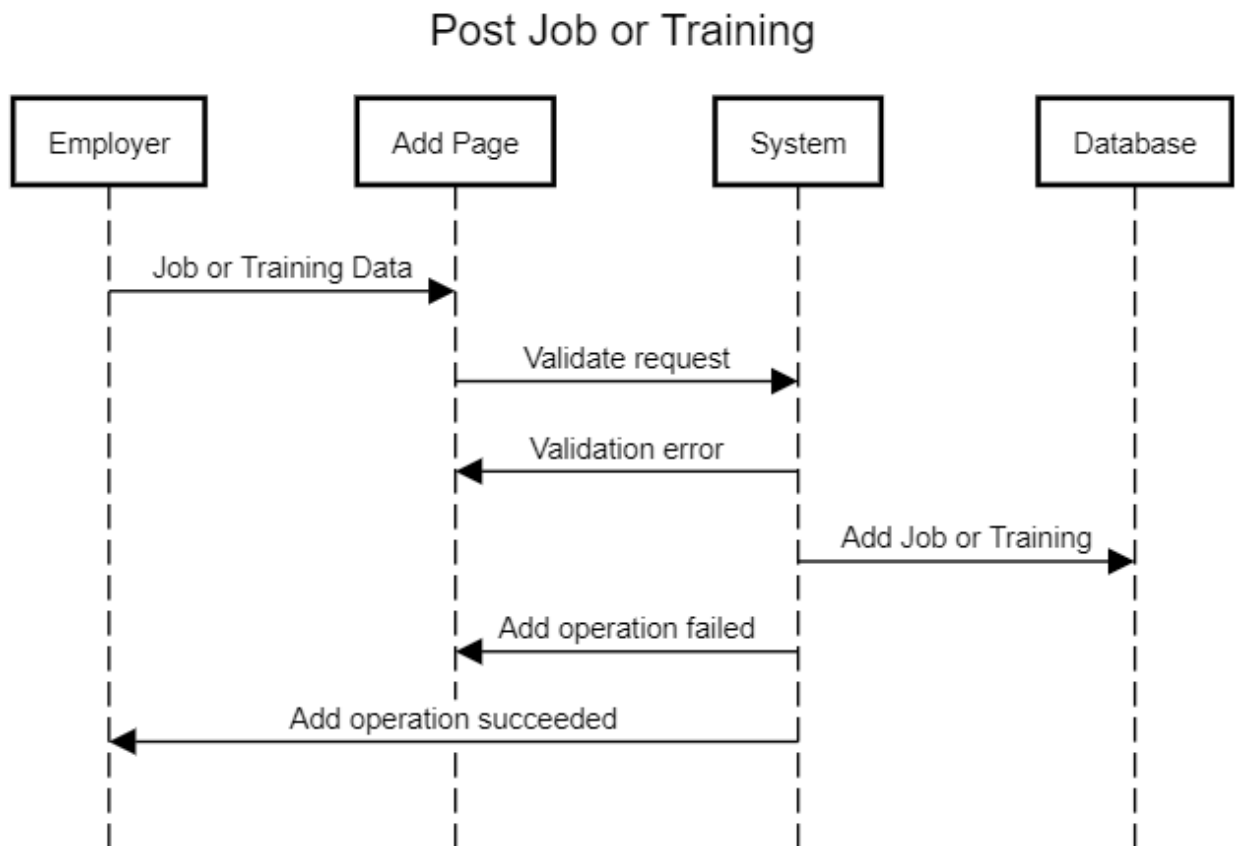 Post Job or Training
Employer
Add Page
System
Database
Job or Training Data
Validate request
Validation error
Add Job or Training
Add operation failed
Add operation succeeded